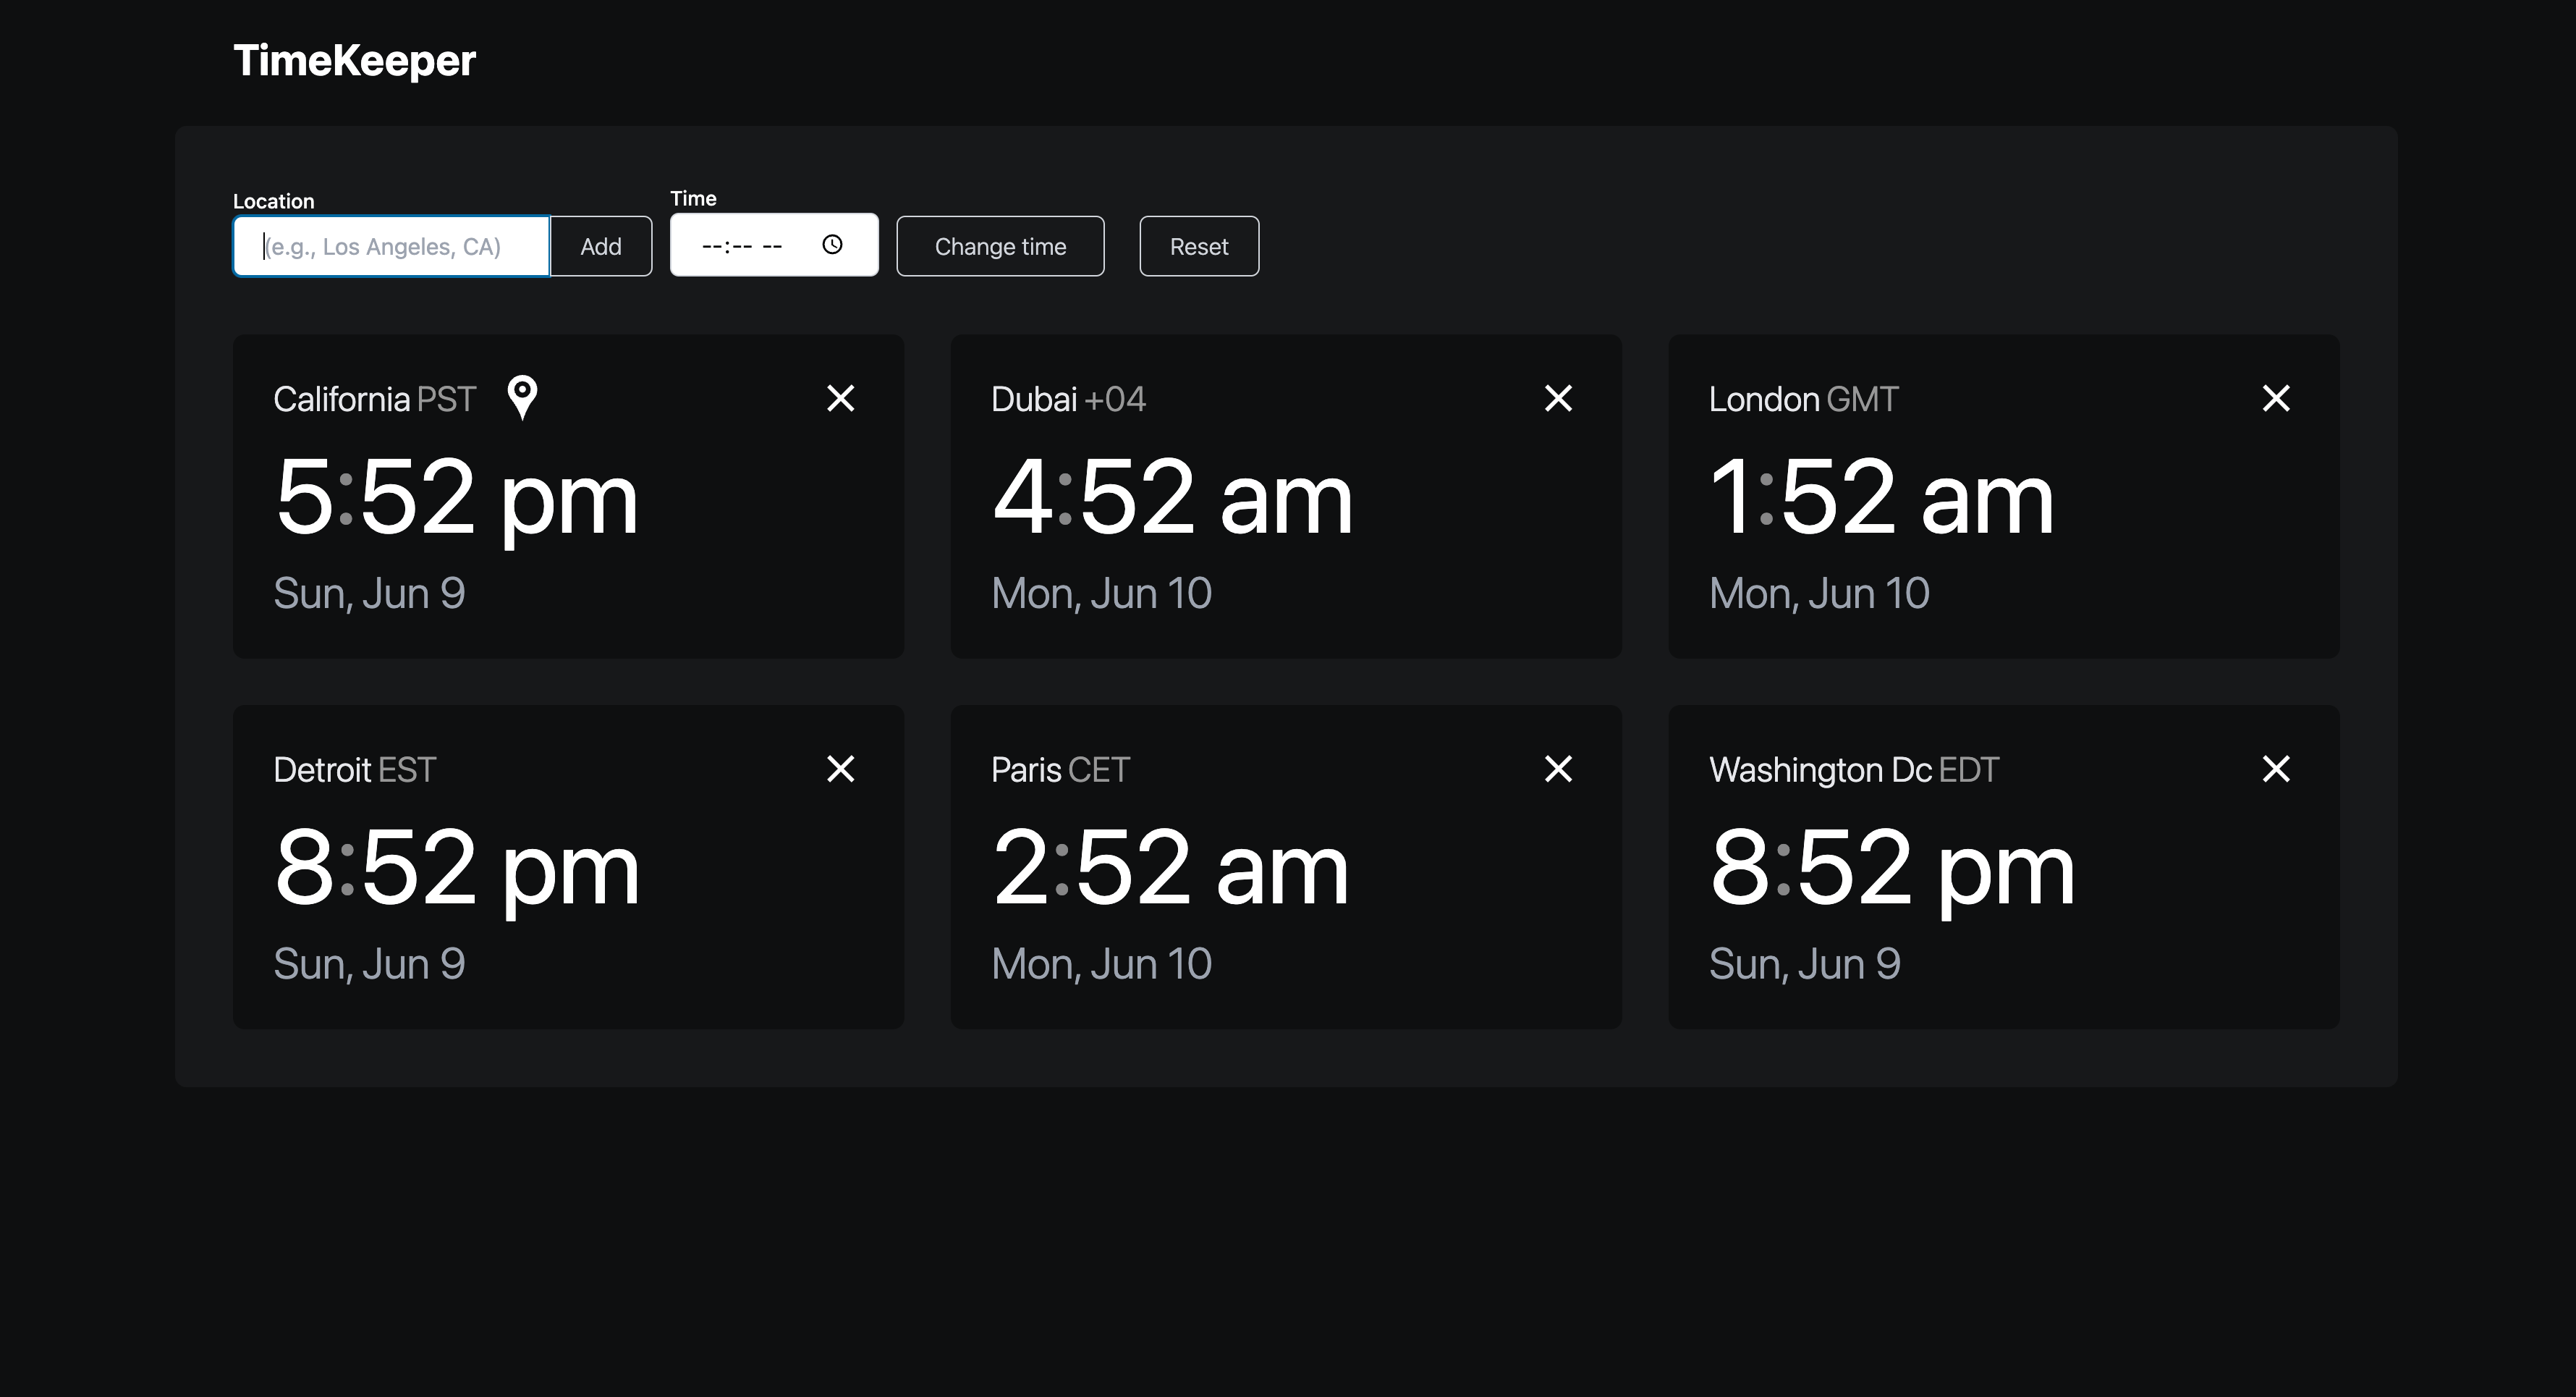 TimeKeeper
Location
Time
(e.g., Los Angeles, CA)
Add
--:-- --
Change time
Reset
California PST
5:52 pm
Sun, Jun 9
Dubai +04
4:52 am
Mon, Jun 10
London GMT
1:52 am
Mon, Jun 10
Detroit EST
8:52 pm
Sun, Jun 9
Paris CET
2:52 am
Mon, Jun 10
Washington Dc EDT
8:52 pm
Sun, Jun 9